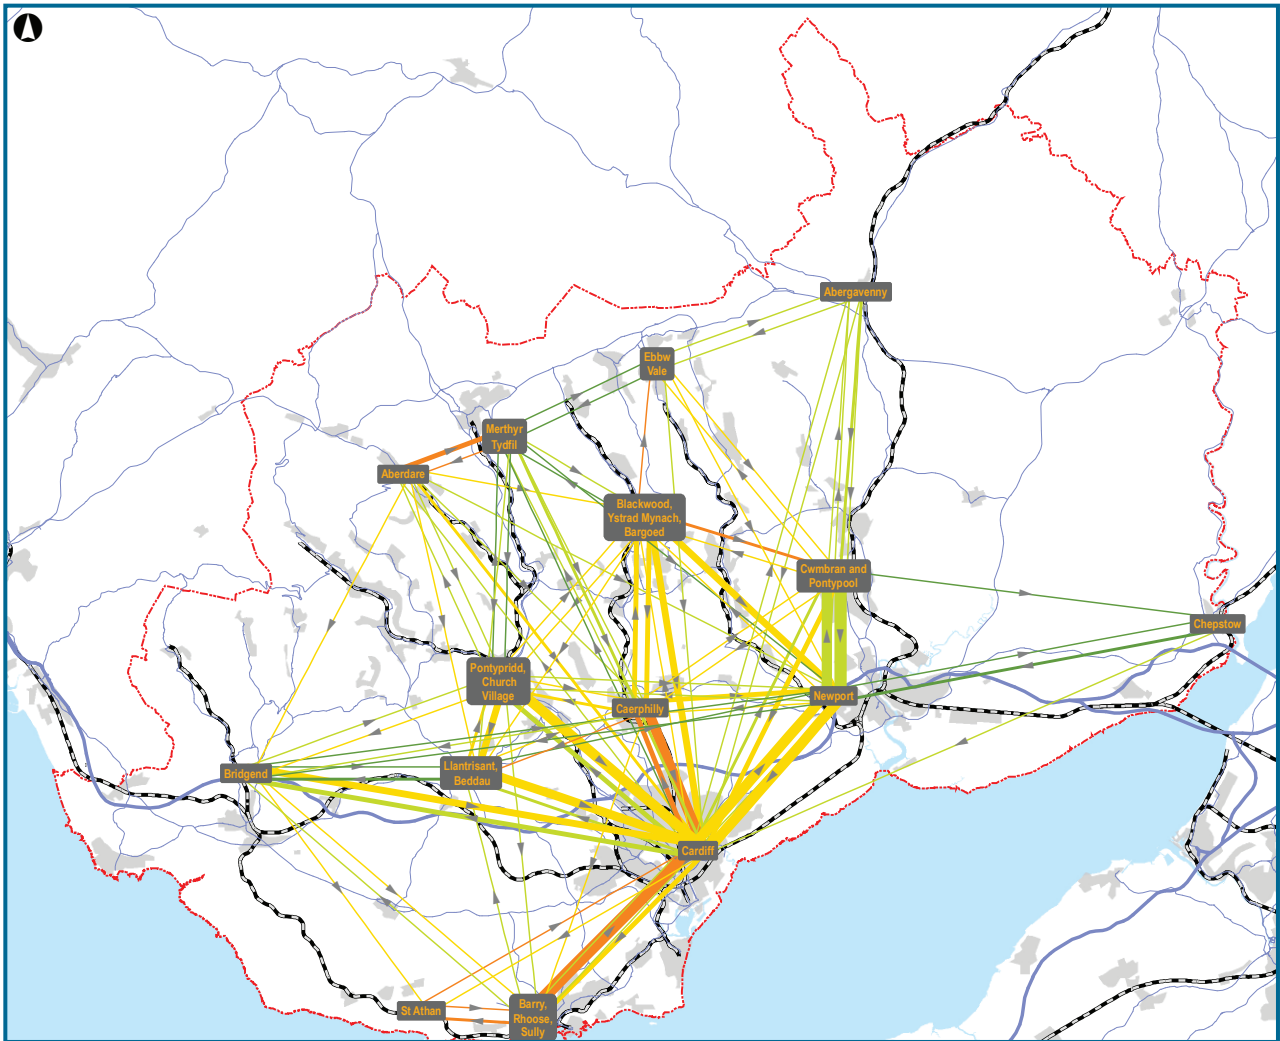 Abergavenny
Ebbw
Vale
Merthyr
Tydfil
Aberdare
Blackwood,
Ystrad Mynach,
Bargoed
Cwmbran and
Pontypool
Chepstow
Pontypridd,
Church
Village
Newport
Caerphilly
Bridgend
Llantrisant,
Beddau
Cardiff
St Athan
Barry,
Rhoose,
Sully